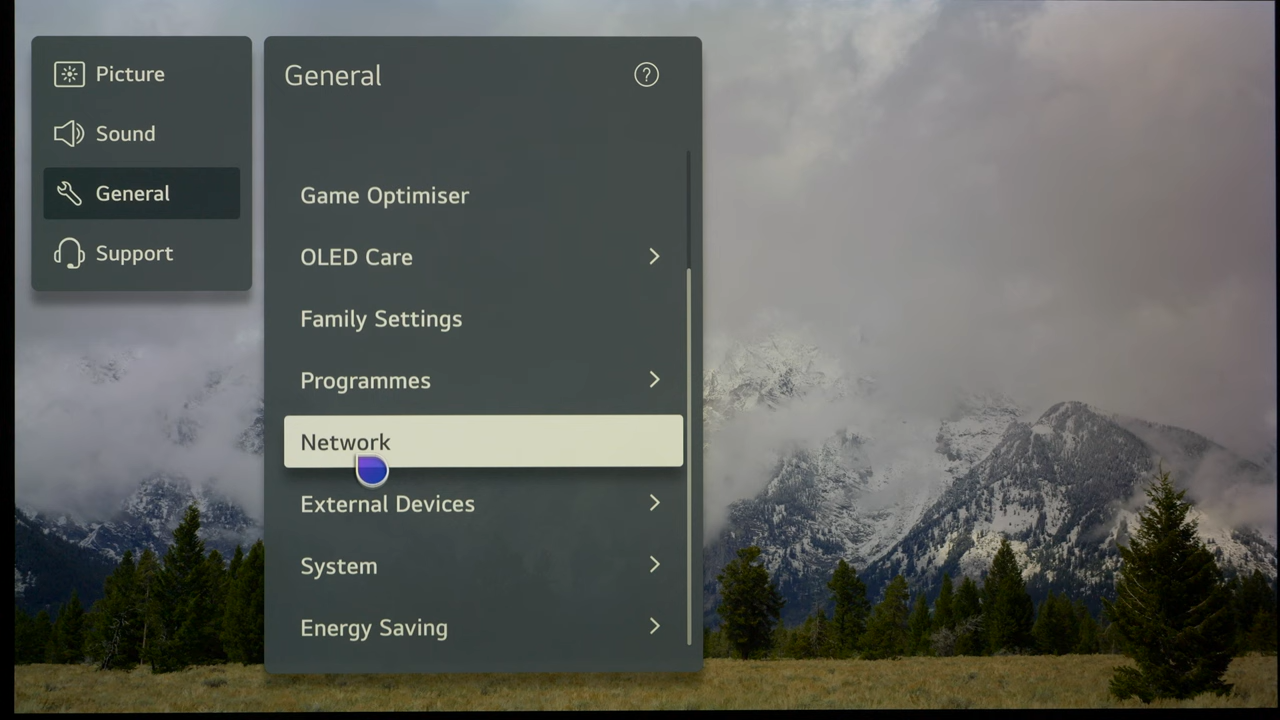 Picture
Sound
General
Support
General
?
Game Optimiser
OLED Care
Family Settings
Programmes
Network
External Devices
System
Energy Saving